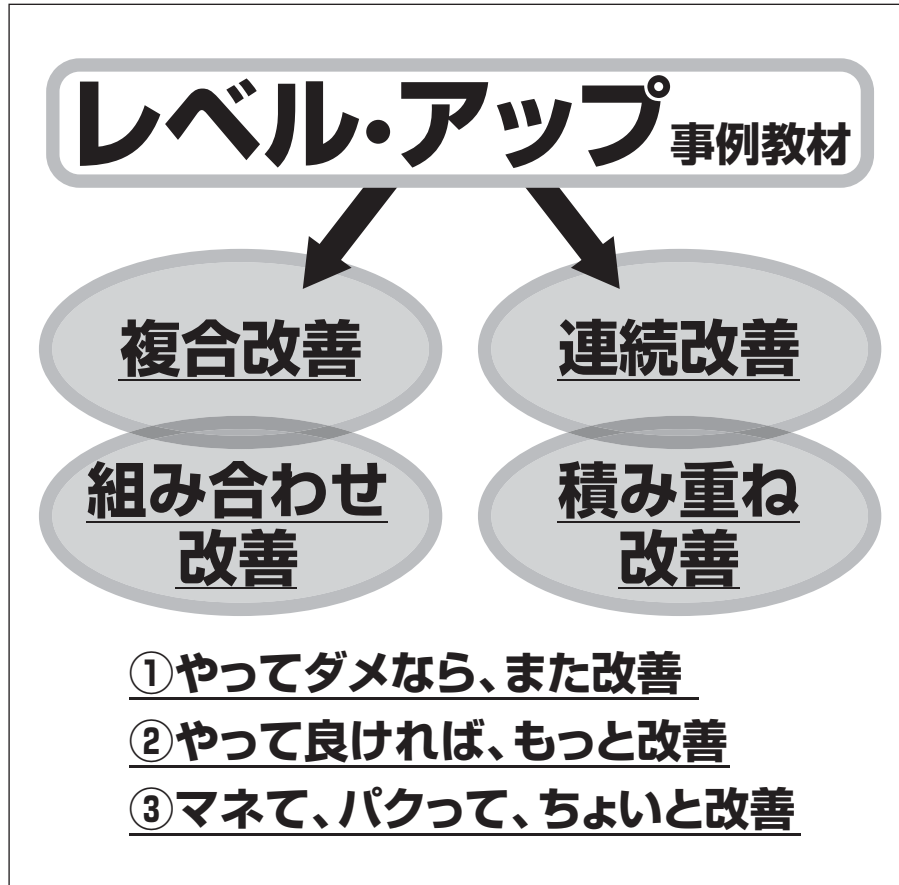 レベル・アップ 事例教材
複合改善
組み合わせ
改善
連続改善
積み重ね
改善
①やってダメなら、また改善
②やって良ければ、もっと改善
③マネて、パクって、ちょいと改善